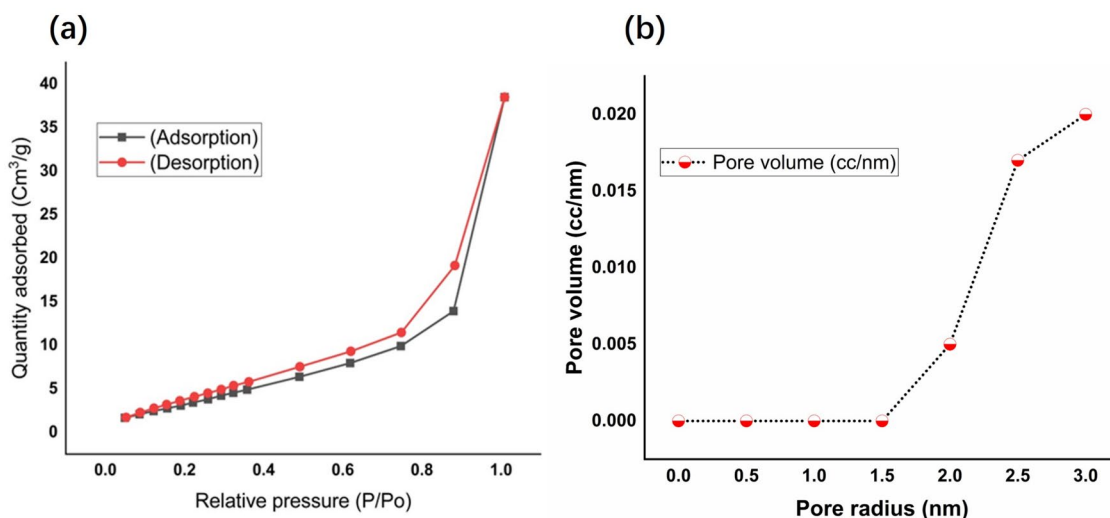 (a)
40
35
30
25
20
15
10
5
0
Quantity adsorbed (Cm³/g)
(Adsorption)
(Desorption)
0.0 0.2 0.4 0.6 0.8 1.0
Relative pressure (P/Po)
(b)
0.020
0.015
0.010
0.005
0.000
Pore volume (cc/nm)
Pore volume (cc/nm)
0.0 0.5 1.0 1.5 2.0 2.5 3.0
Pore radius (nm)